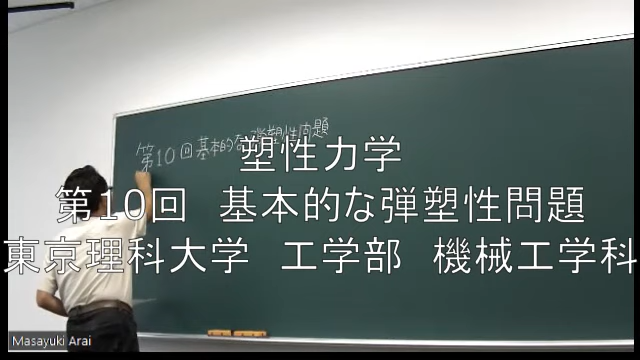 第10回基本的な弾塑性問題
塑性力学
第10回 基本的な弾塑性問題
東京理科大学 工学部 機械工学科
Masayuki Arai